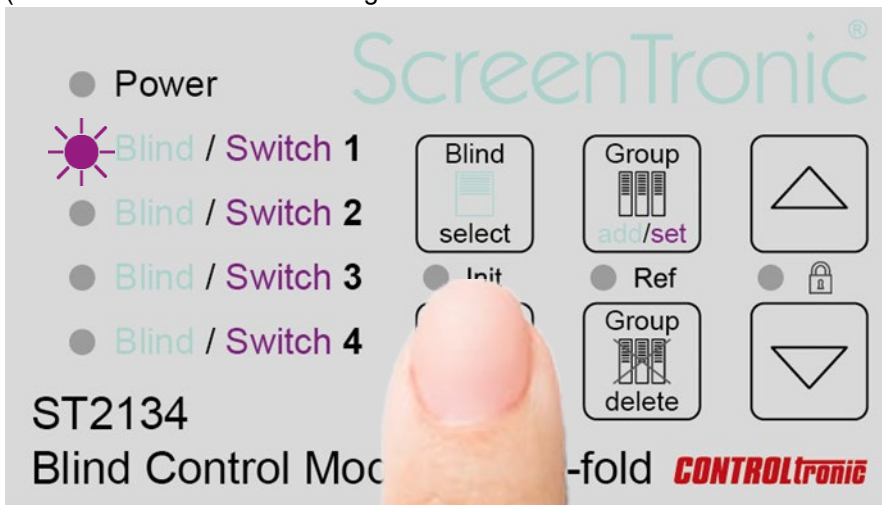 ScreenTronic®
Power
Blind / Switch 1
Blind / Switch 2
Blind / Switch 3
Blind / Switch 4
Blind
select
Group
add/set
Init
Ref
Group
delete
ST2134
Blind Control Mod
-fold CONTROLtronic